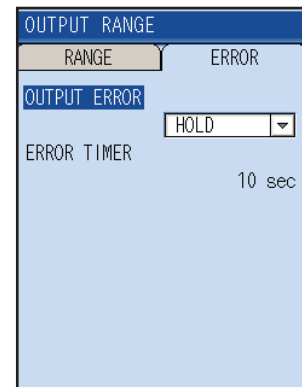 OUTPUT RANGE
RANGE ERROR
OUTPUT ERROR
HOLD
ERROR TIMER
10 sec